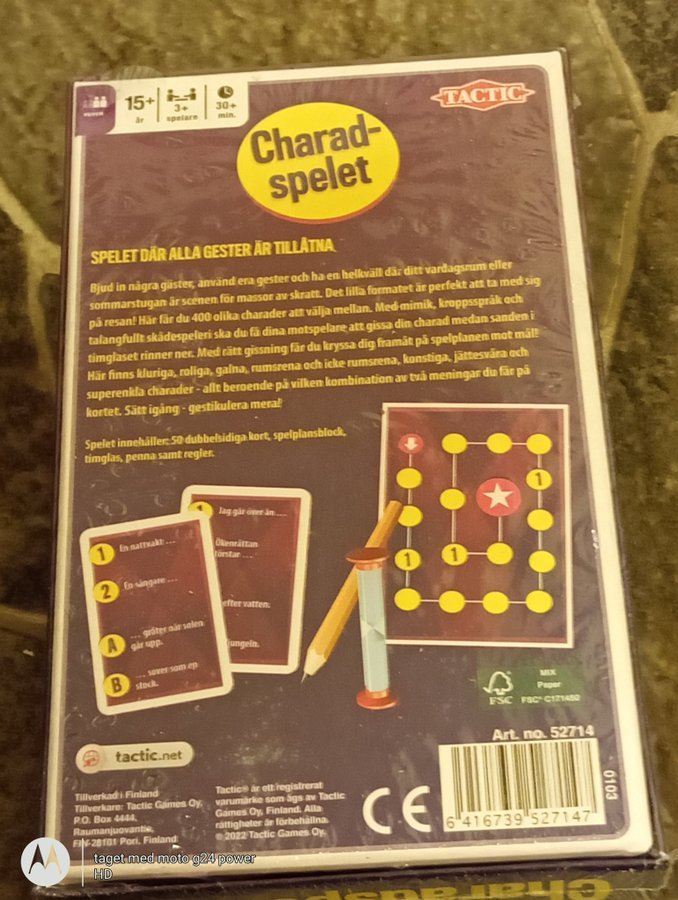 15+
år
3+
spelare
30+
min.
TACTIC
Charad-
spelet
SPELET DÄR ALLA GESTER ÄR TILLÅTNA
Bjud in några gäster, använd era gester och ha en helkväll där ditt vardagsrum eller
sommarstugan är scenen för massor av skratt. Det lilla formatet är perfekt att ta med sig
på resan! Här får du 400 olika charader att välja mellan. Med mimik, kroppsspråk och
talangfullt skådespeleri ska du få dina motspelare att gissa din charad medan sanden i
timglaset rinner ner. Med rätt gissning får du kryssa dig framåt på spelplanen mot mål!
Här finns kluriga, roliga, galna, rumsrena och icke rumsrena, konstiga, jättesvåra och
superenkla charader - allt beroende på vilken kombination av två meningar du får på
kortet. Sätt igång - gestikulera mera!
Spelet innehåller: 50 dubbelsidiga kort, spelplansblock,
timglas, penna samt regler.
1 En nattvakt ...
2 En sångare ...
A ... gråter när solen
går upp.
B ... sover som en
stock.
Jag går över ån ...
Ökenråttan
törstar ...
efter vatten.
jungeln.
1
1
1
MIX
Paper
FSC
FSC® C171450
Art. no. 52714
0103
6 416739 527147
CE
tactic.net
Tillverkad i Finland
Tillverkare: Tactic Games Oy,
P.O. Box 4444,
Raumanjuovantie,
FIN-28101 Pori, Finland
Tactic® är ett registrerat
varumärke som ägs av Tactic
Games Oy, Finland. Alla
rättigheter är förbehållna.
© 2022 Tactic Games Oy.
taget med moto g24 power
HD